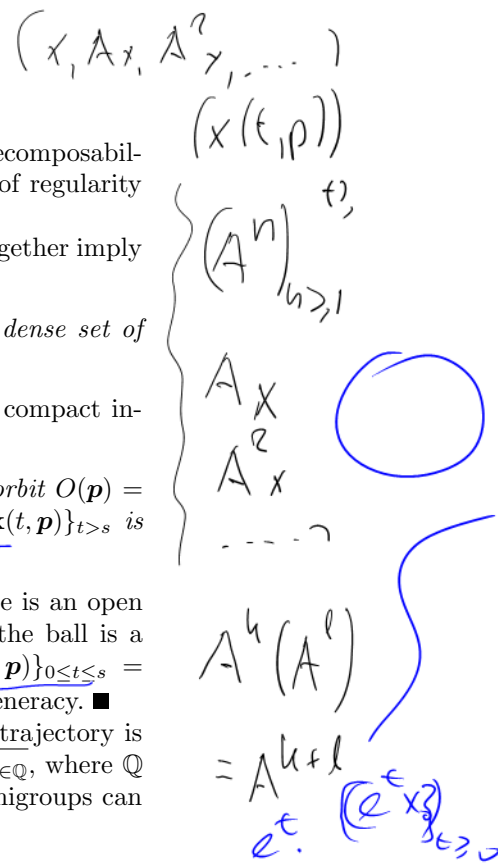 (x, Ax, A²x, .... )
(x(t,p))
ecomposabil-
of regularity
t≥,
(Aⁿ)n≥,1
gether imply
dense set of
Ax
compact in-
A²x
orbit O(p) =
x(t, p)}t>s is
....
e is an open
the ball is a
p)}0≤t≤s =
Aᵏ(Aˡ)
eneracy. ■
trajectory is
= Aᵏ⁺ˡ
∈ℚ, where ℚ
nigroups can
eᵗ. {eᵗx}t≥0